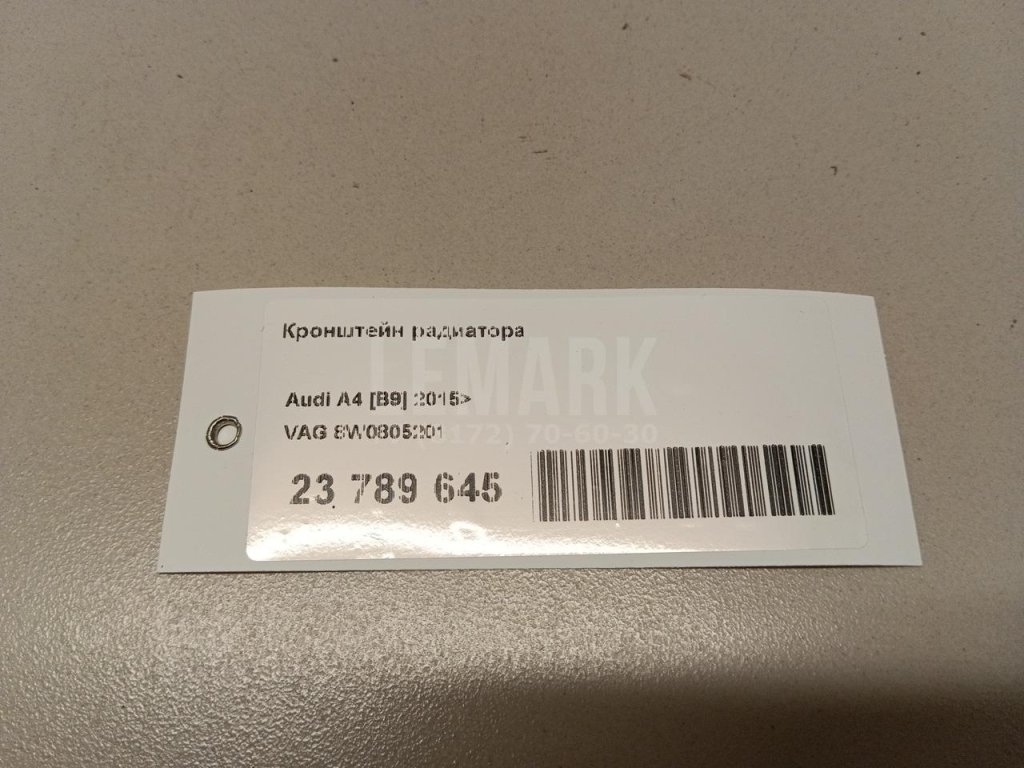 Кронштейн радиатора
LEMARK
Audi A4 [B9] 2015>
VAG 8W0805201
172) 70-60-30
23 789 645